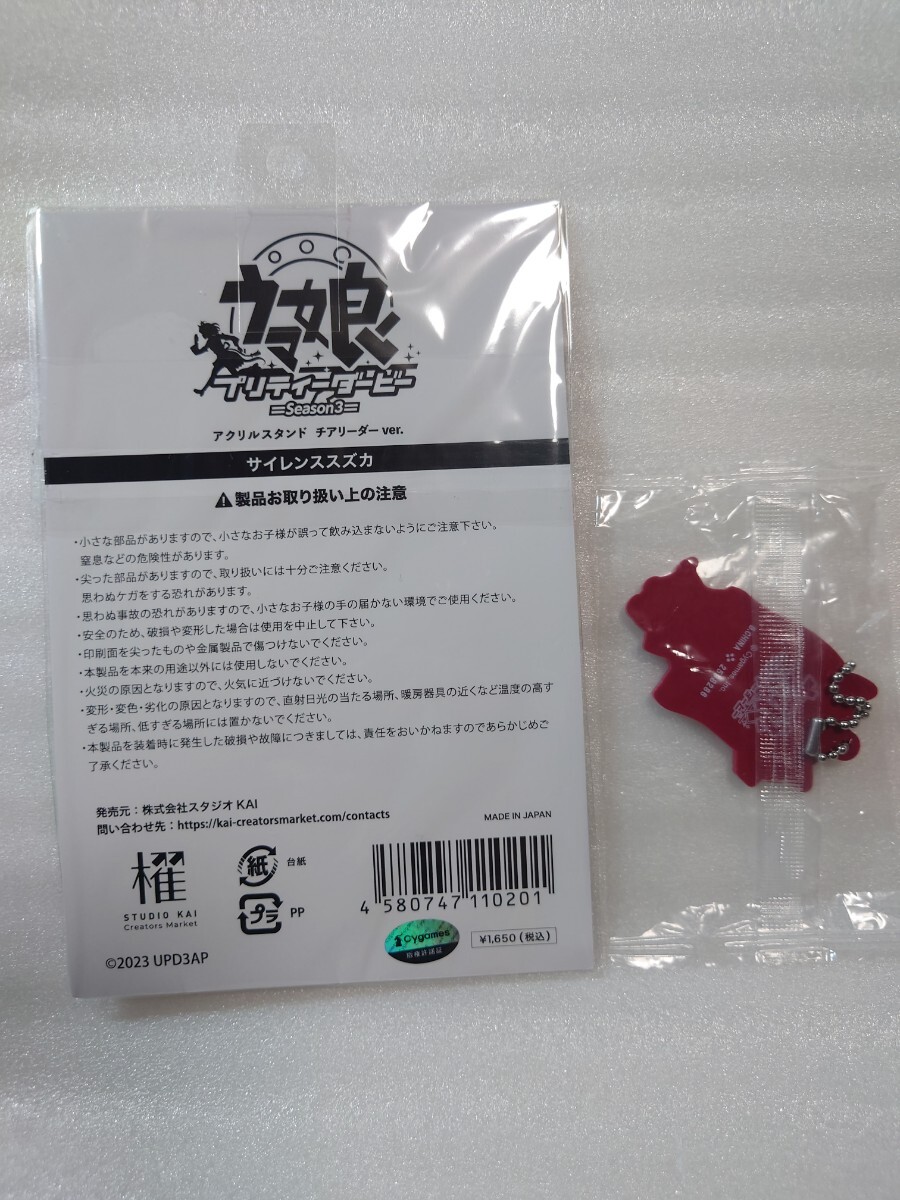 ウマ娘
プリティーダービー
Season3
アクリルスタンド チアリーダー ver.
サイレンススズカ
製品お取り扱い上の注意
・小さな部品がありますので、小さなお子様が誤って飲み込まないようにご注意下さい。
窒息などの危険性があります。
・尖った部品がありますので、取り扱いには十分ご注意ください。
思わぬケガをする恐れがあります。
・思わぬ事故の恐れがありますので、小さなお子様の手の届かない環境でご使用ください。
・安全のため、破損や変形した場合は使用を中止して下さい。
・印刷面を尖ったものや金属製品で傷つけないでください。
・本製品を本来の用途以外には使用しないでください。
・火災の原因となりますので、火気に近づけないでください。
・変形・変色・劣化の原因となりますので、直射日光の当たる場所、暖房器具の近くなど温度の高す
ぎる場所、低すぎる場所には置かないでください。
・本製品を装着時に発生した破損や故障につきましては、責任をおいかねますのであらかじめご
了承ください。
発売元：株式会社スタジオ KAI
問い合わせ先：https://kai-creatorsmarket.com/contacts
MADE IN JAPAN
櫂
STUDIO KAI
Creators Market
紙 台紙
プラ PP
4 580747 110201
Cygames
¥1,650(税込)
©2023 UPD3AP
CHINA